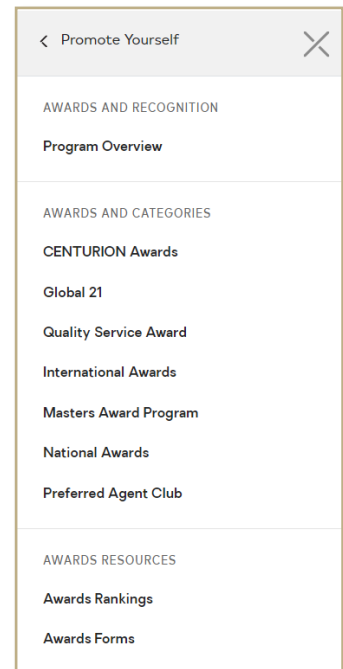 Promote Yourself
AWARDS AND RECOGNITION
Program Overview
AWARDS AND CATEGORIES
CENTURION Awards
Global 21
Quality Service Award
International Awards
Masters Award Program
National Awards
Preferred Agent Club
AWARDS RESOURCES
Awards Rankings
Awards Forms